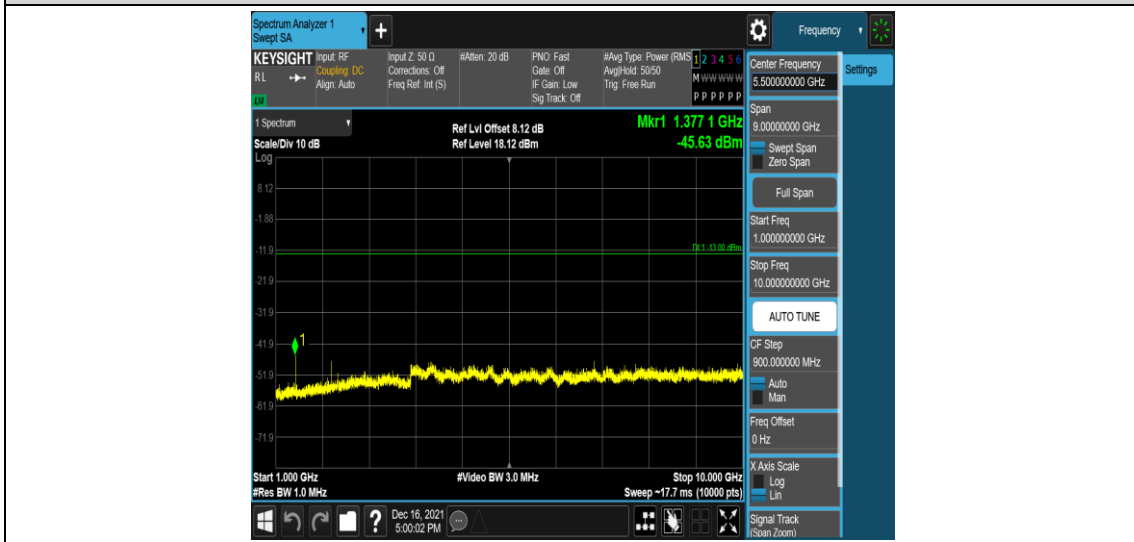 Spectrum Analyzer 1
Swept SA
+
Frequency
KEYSIGHT
RL
LXI
Input: RF
Coupling: DC
Align: Auto
Input Z: 50 Ω
Corrections: Off
Freq Ref: Int (S)
#Atten: 20 dB
PNO: Fast
Gate: Off
IF Gain: Low
Sig Track: Off
#Avg Type: Power (RMS
Avg|Hold: 50/50
Trig: Free Run
1 2 3 4 5 6
M W W W W W
P P P P P P
Center Frequency
5.50000000 GHz
Settings
1 Spectrum
Scale/Div 10 dB
Log
Ref Lvl Offset 8.12 dB
Ref Level 18.12 dBm
Mkr1 1.377 1 GHz
-45.63 dBm
Span
9.00000000 GHz
Swept Span
Zero Span
Full Span
Start Freq
1.000000000 GHz
Stop Freq
10.000000000 GHz
AUTO TUNE
CF Step
900.000000 MHz
Auto
Man
Freq Offset
0 Hz
X Axis Scale
Log
Lin
Signal Track
(Span Zoom)
8.12
-1.88
-11.9
DL1 -13.00 dBm
-21.9
-31.9
-41.9
1
-51.9
-61.9
-71.9
Start 1.000 GHz
#Res BW 1.0 MHz
#Video BW 3.0 MHz
Stop 10.000 GHz
Sweep ~17.7 ms (10000 pts)
?
Dec 16, 2021
5:00:02 PM